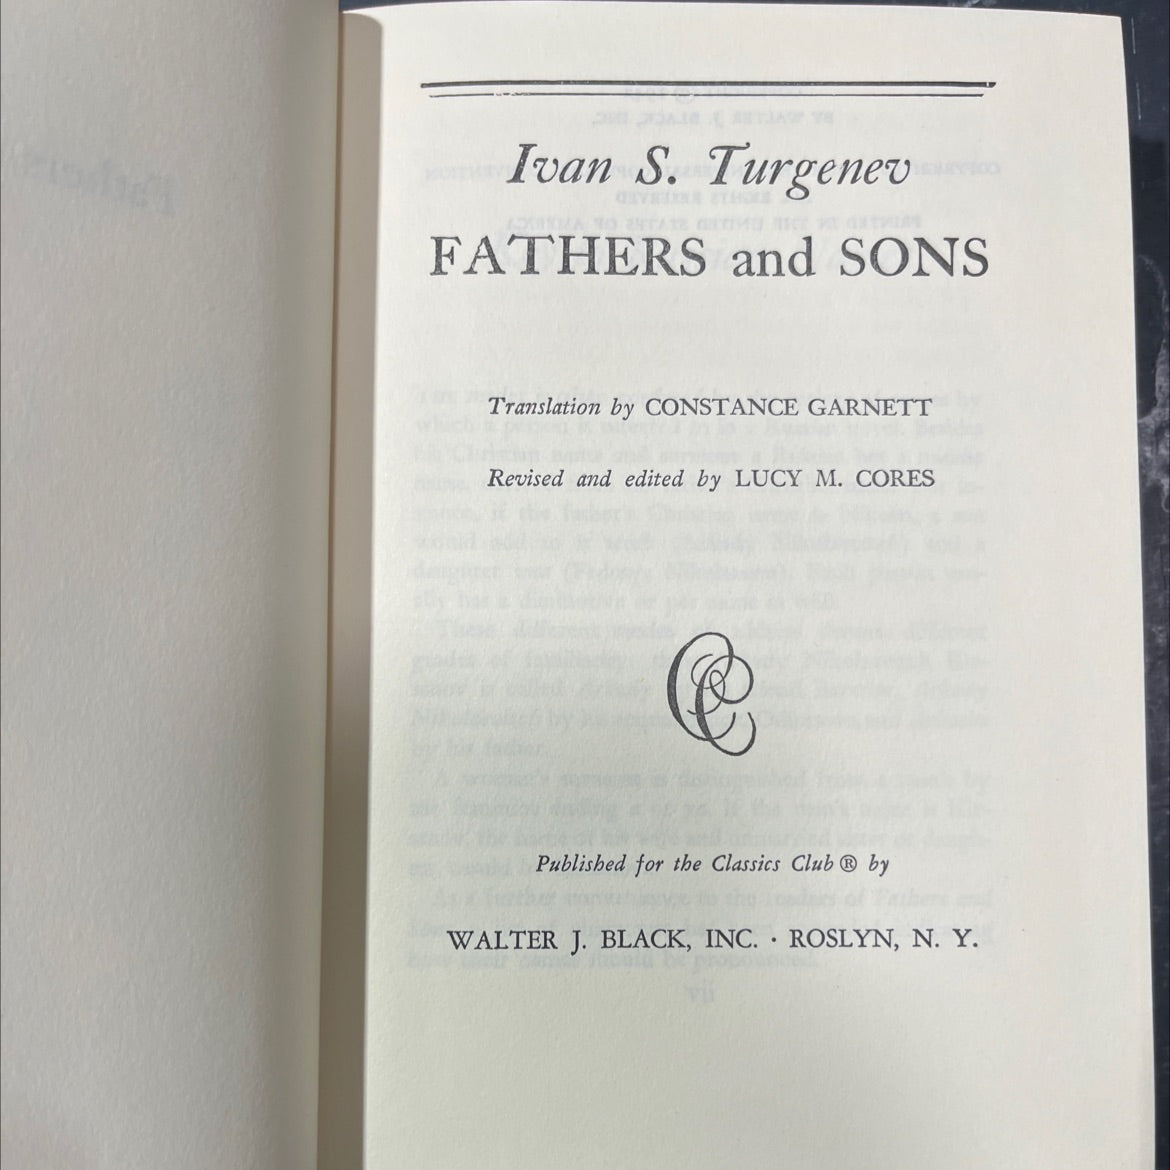 Ivan S. Turgenev
FATHERS and SONS
Translation by CONSTANCE GARNETT
Revised and edited by LUCY M. CORES
CC
Published for the Classics Club ® by
WALTER J. BLACK, INC. · ROSLYN, N. Y.